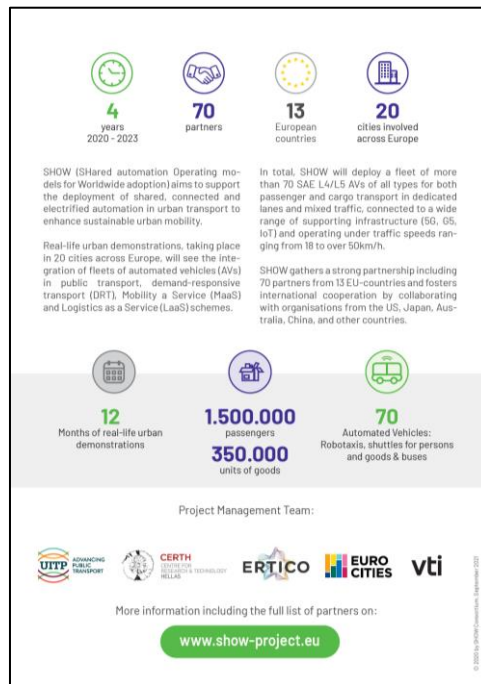 4
years
2020 - 2023
70
partners
13
European
countries
20
cities involved
across Europe
SHOW (SHared automation Operating mo-
dels for Worldwide adoption) aims to support
the deployment of shared, connected and
electrified automation in urban transport to
enhance sustainable urban mobility.
Real-life urban demonstrations, taking place
in 20 cities across Europe, will see the inte-
gration of fleets of automated vehicles (AVs)
in public transport, demand-responsive
transport (DRT), Mobility a Service (MaaS)
and Logistics as a Service (LaaS) schemes.
In total, SHOW will deploy a fleet of more
than 70 SAE L4/L5 AVs of all types for both
passenger and cargo transport in dedicated
lanes and mixed traffic, connected to a wide
range of supporting infrastructure (5G, G5,
IoT) and operating under traffic speeds ran-
ging from 18 to over 50km/h.
SHOW gathers a strong partnership including
70 partners from 13 EU-countries and fosters
international cooperation by collaborating
with organisations from the US, Japan, Aus-
tralia, China, and other countries.
12
Months of real-life urban
demonstrations
1.500.000
passengers
350.000
units of goods
70
Automated Vehicles:
Robotaxis, shuttles for persons
and goods & buses
Project Management Team:
UITP
ADVANCING
PUBLIC
TRANSPORT
CERTH
CENTRE FOR
RESEARCH & TECHNOLOGY
HELLAS
ERTICO
EURO
CITIES
vti
More information including the full list of partners on:
www.show-project.eu
© 2020 by SHOW Consortium. September 2021